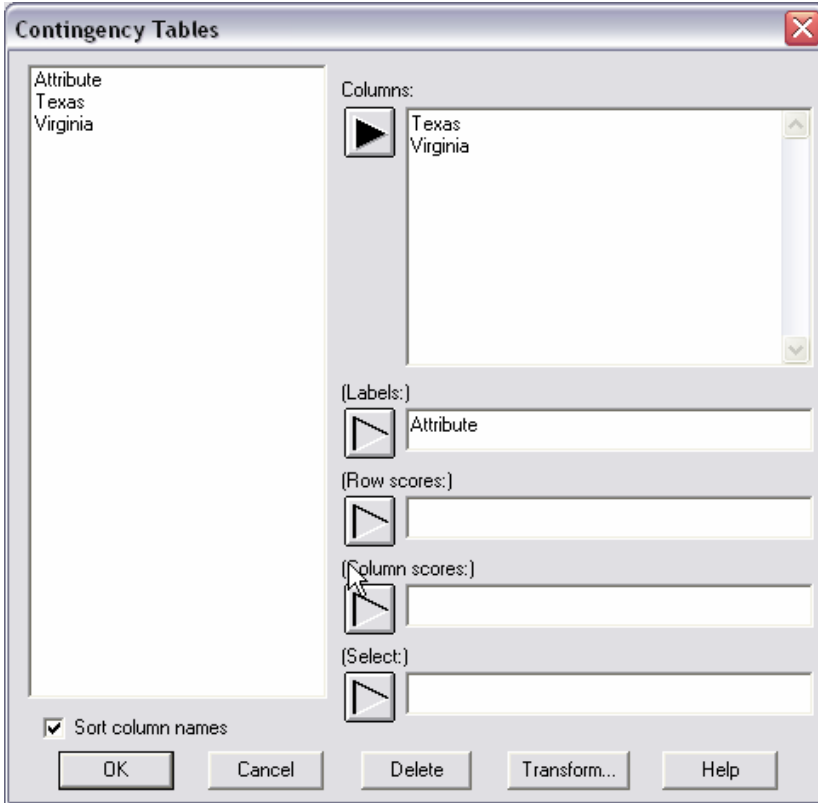 Contingency Tables
Attribute
Texas
Virginia
Columns:
Texas
Virginia
(Labels:)
Attribute
(Row scores:)
(Column scores:)
(Select:)
Sort column names
OK
Cancel
Delete
Transform...
Help